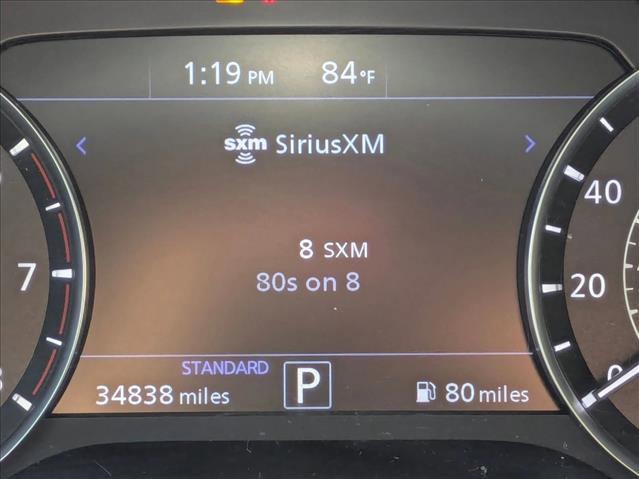 1:19 PM 84°F
sxm SiriusXM
8 SXM
80s on 8
7
40
20
0
STANDARD
34838 miles P 80 miles